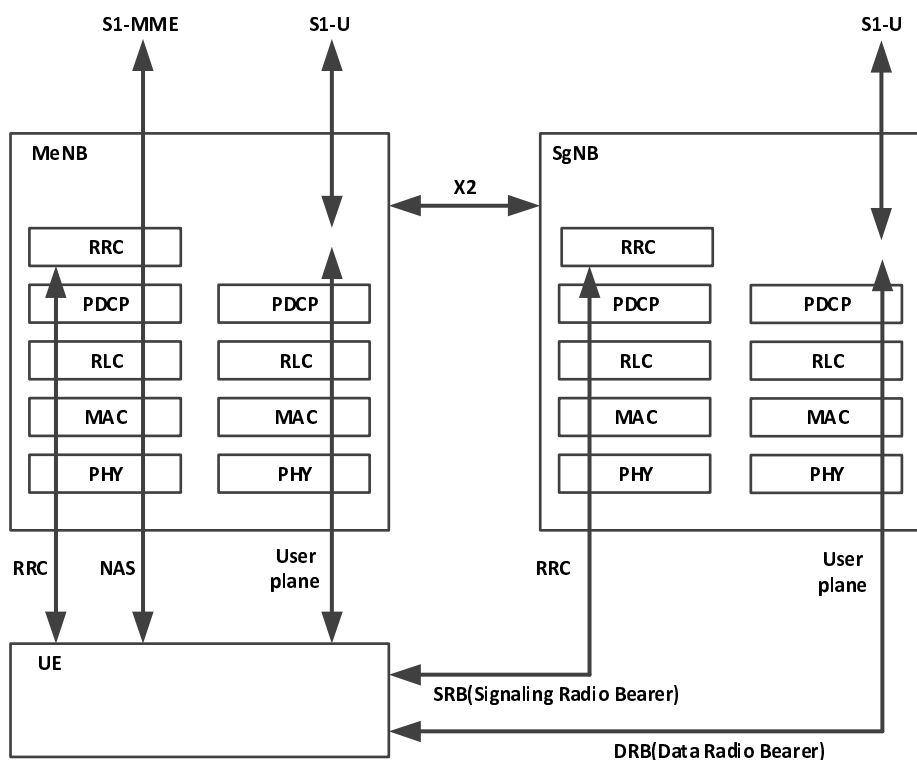 S1-MME
S1-U
S1-U
MeNB
SgNB
X2
RRC
RRC
PDCP
PDCP
PDCP
PDCP
RLC
RLC
RLC
RLC
MAC
MAC
MAC
MAC
PHY
PHY
PHY
PHY
RRC
NAS
User
plane
RRC
User
plane
UE
SRB(Signaling Radio Bearer)
DRB(Data Radio Bearer)